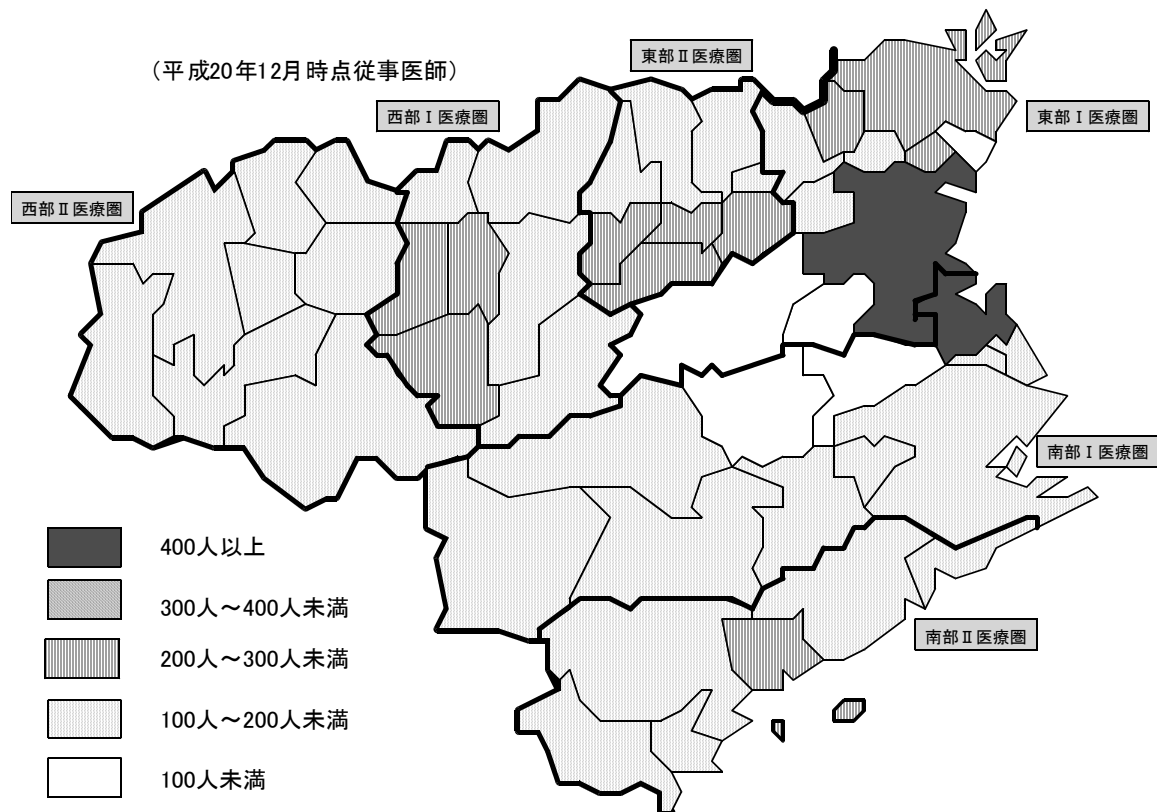 (平成20年12月時点従事医師)
東部Ⅱ医療圏
西部Ⅰ医療圏
東部Ⅰ医療圏
西部Ⅱ医療圏
南部Ⅰ医療圏
南部Ⅱ医療圏
400人以上
300人～400人未満
200人～300人未満
100人～200人未満
100人未満